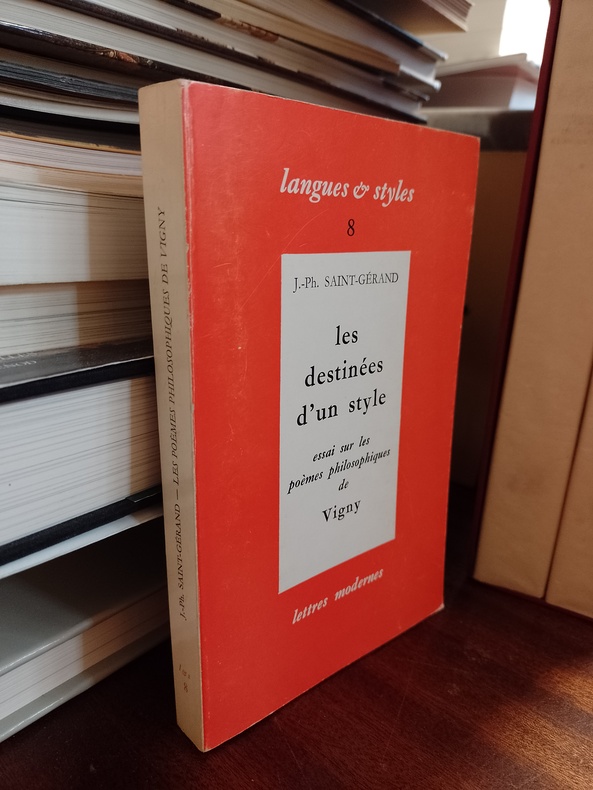 langues & styles
8
J.-Ph. SAINT-GÉRAND
les
destinées
d'un style
essai sur les
poèmes philosophiques
de
Vigny
lettres modernes
J.-Ph. SAINT-GÉRAND — LES POÈMES PHILOSOPHIQUES DE VIGNY
8